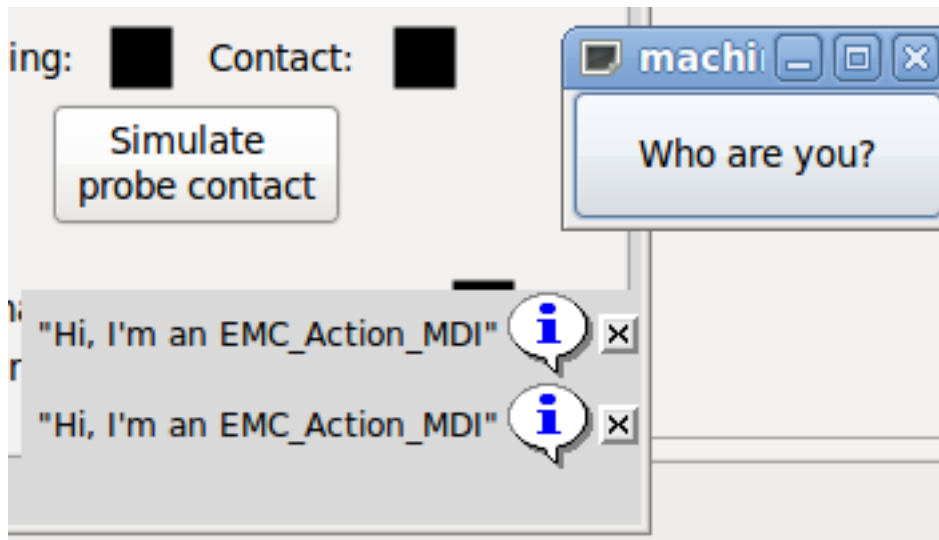 ing:
Contact:
machi
Simulate
probe contact
Who are you?
"Hi, I'm an EMC_Action_MDI"
"Hi, I'm an EMC_Action_MDI"